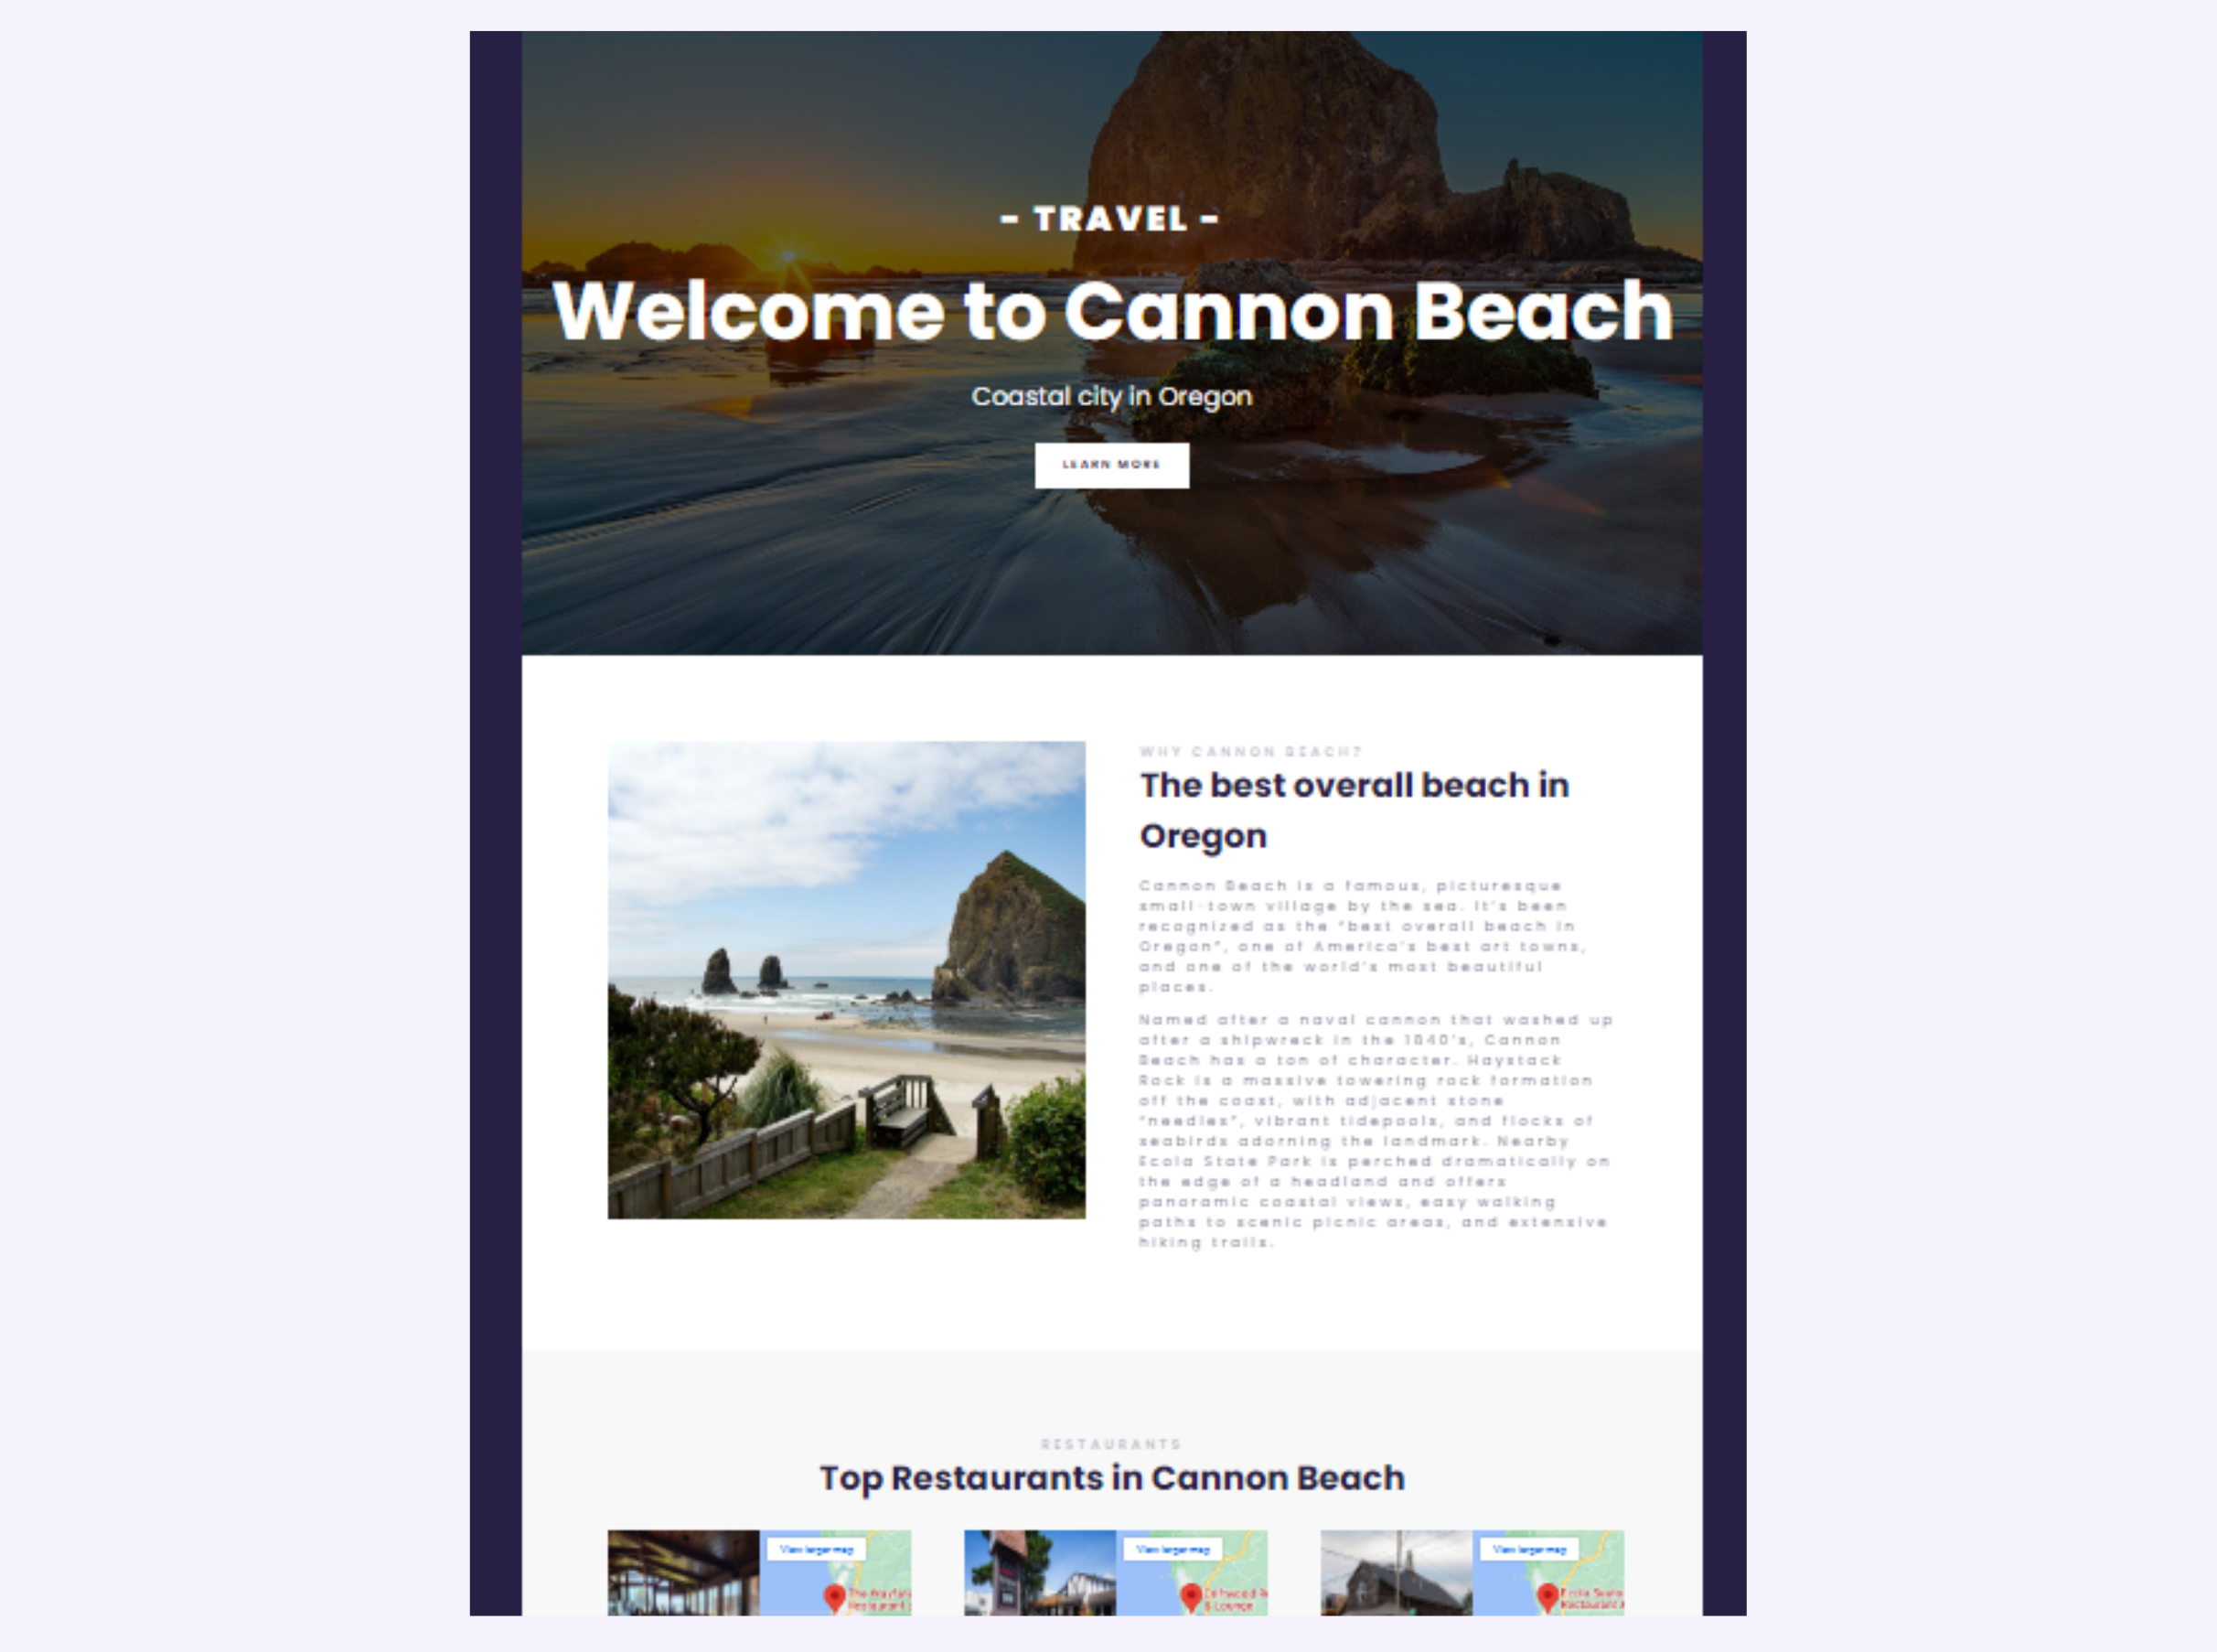 - TRAVEL -
Welcome to Cannon Beach
Coastal city in Oregon
LEARN MORE
WHY CANNON BEACH?
The best overall beach in
Oregon
Cannon Beach is a famous, picturesque
small-town village by the sea. It's been
recognized as the "best overall beach in
Oregon", one of America's best art towns,
and one of the world's most beautiful
places.
Named after a naval cannon that washed up
after a shipwreck in the 1840's, Cannon
Beach has a ton of character. Haystack
Rock is a massive towering rock formation
off the coast, with adjacent stone
"needles", vibrant tidepools, and flocks of
seabirds adorning the landmark. Nearby
Ecola State Park is perched dramatically on
the edge of a headland and offers
panoramic coastal views, easy walking
paths to scenic picnic areas, and extensive
hiking trails.
RESTAURANTS
Top Restaurants in Cannon Beach
View larger map
View larger map
View larger map
The
Restaurant
Driftwood R
& Lounge
Ecola Seafo
Restaurant